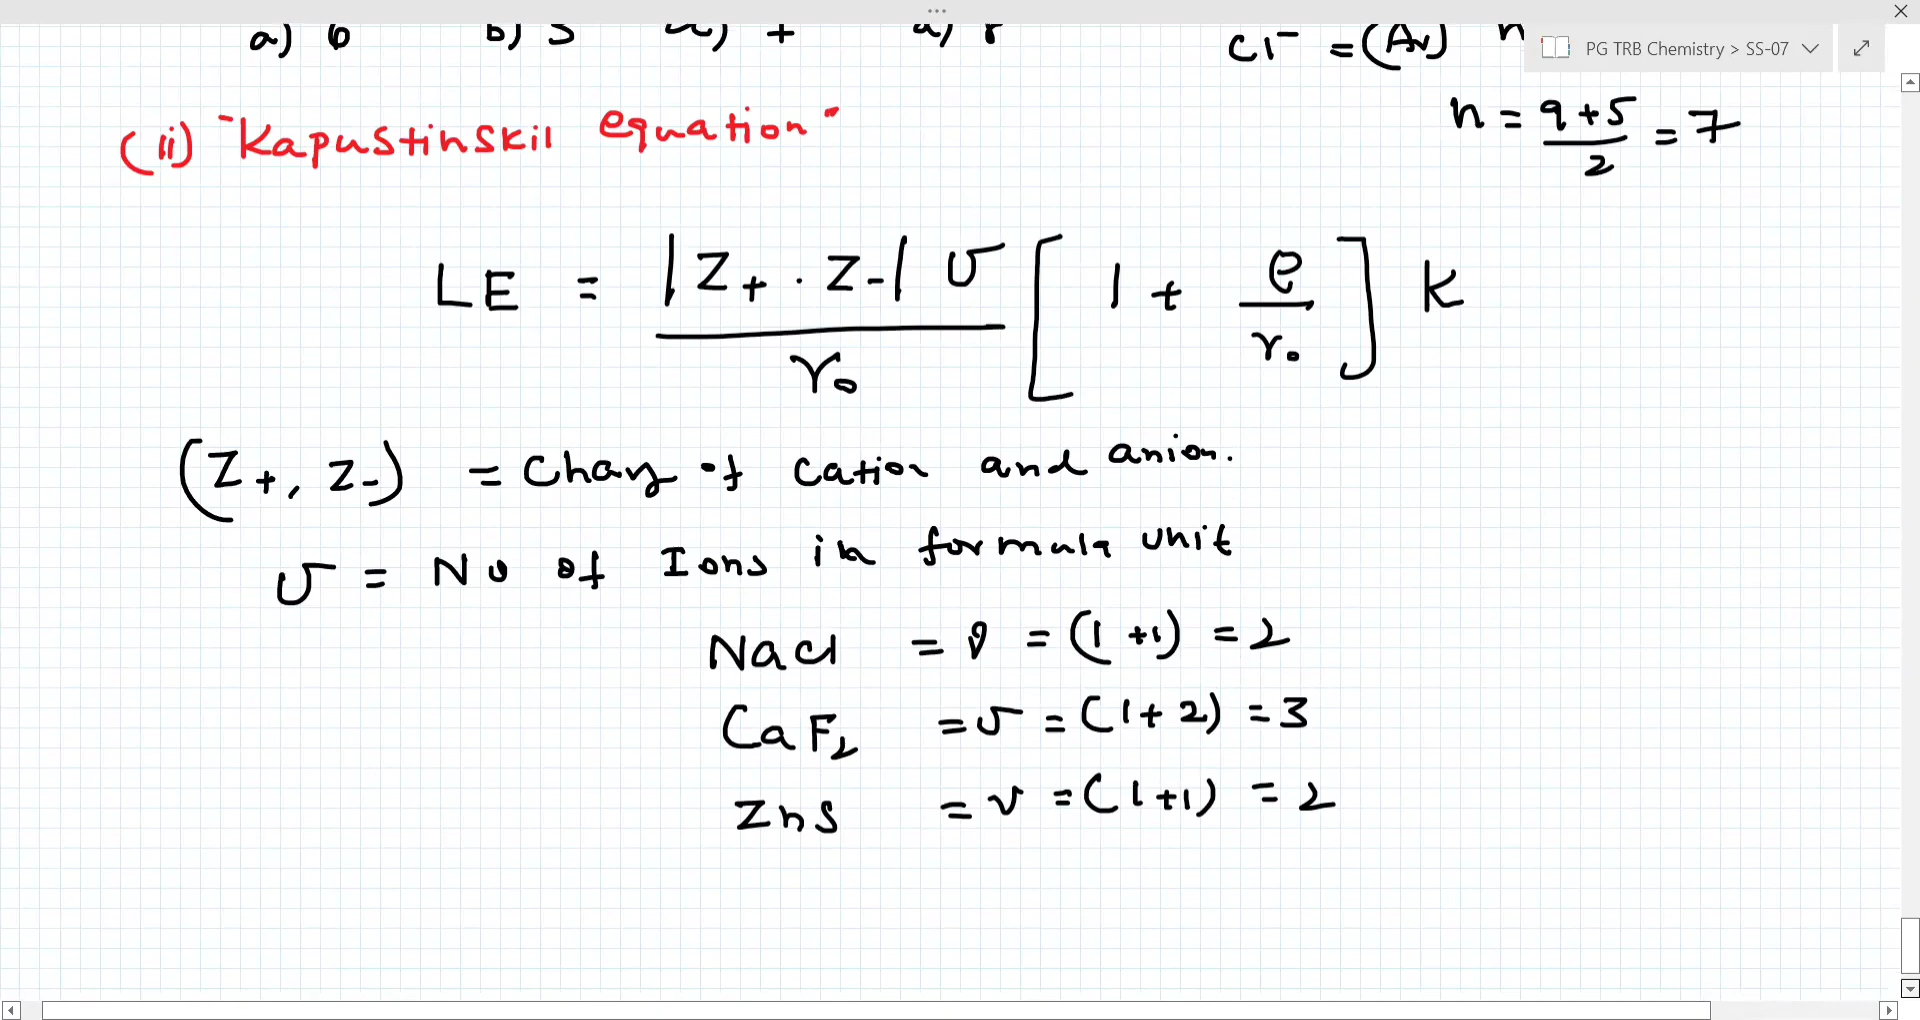 a) 6 b) 5
Cl⁻ = (Ar)
PG TRB Chemistry > SS-07
n = 9 + 5 / 2 = 7
(ii) "Kapustinskii equation"
LE = |Z+ . Z-| υ / r₀ [ 1 + ρ / r₀ ] k
(Z+, Z-) = Charge of cation and anion.
υ = No of Ions in formula unit
NaCl = υ = (1 +1) = 2
CaF₂ = υ = (1+ 2) = 3
ZnS = υ = (1+1) = 2